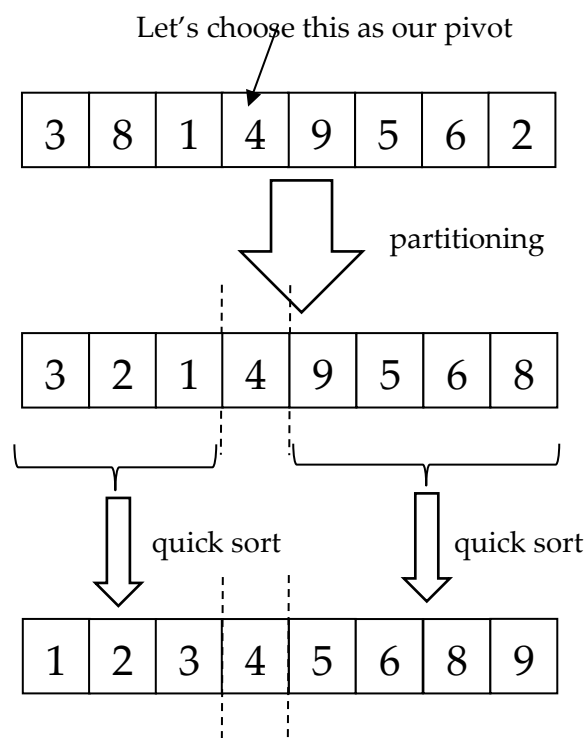 Let’s choose this as our pivot
3 8 1 4 9 5 6 2
partitioning
3 2 1 4 9 5 6 8
quick sort quick sort
1 2 3 4 5 6 8 9